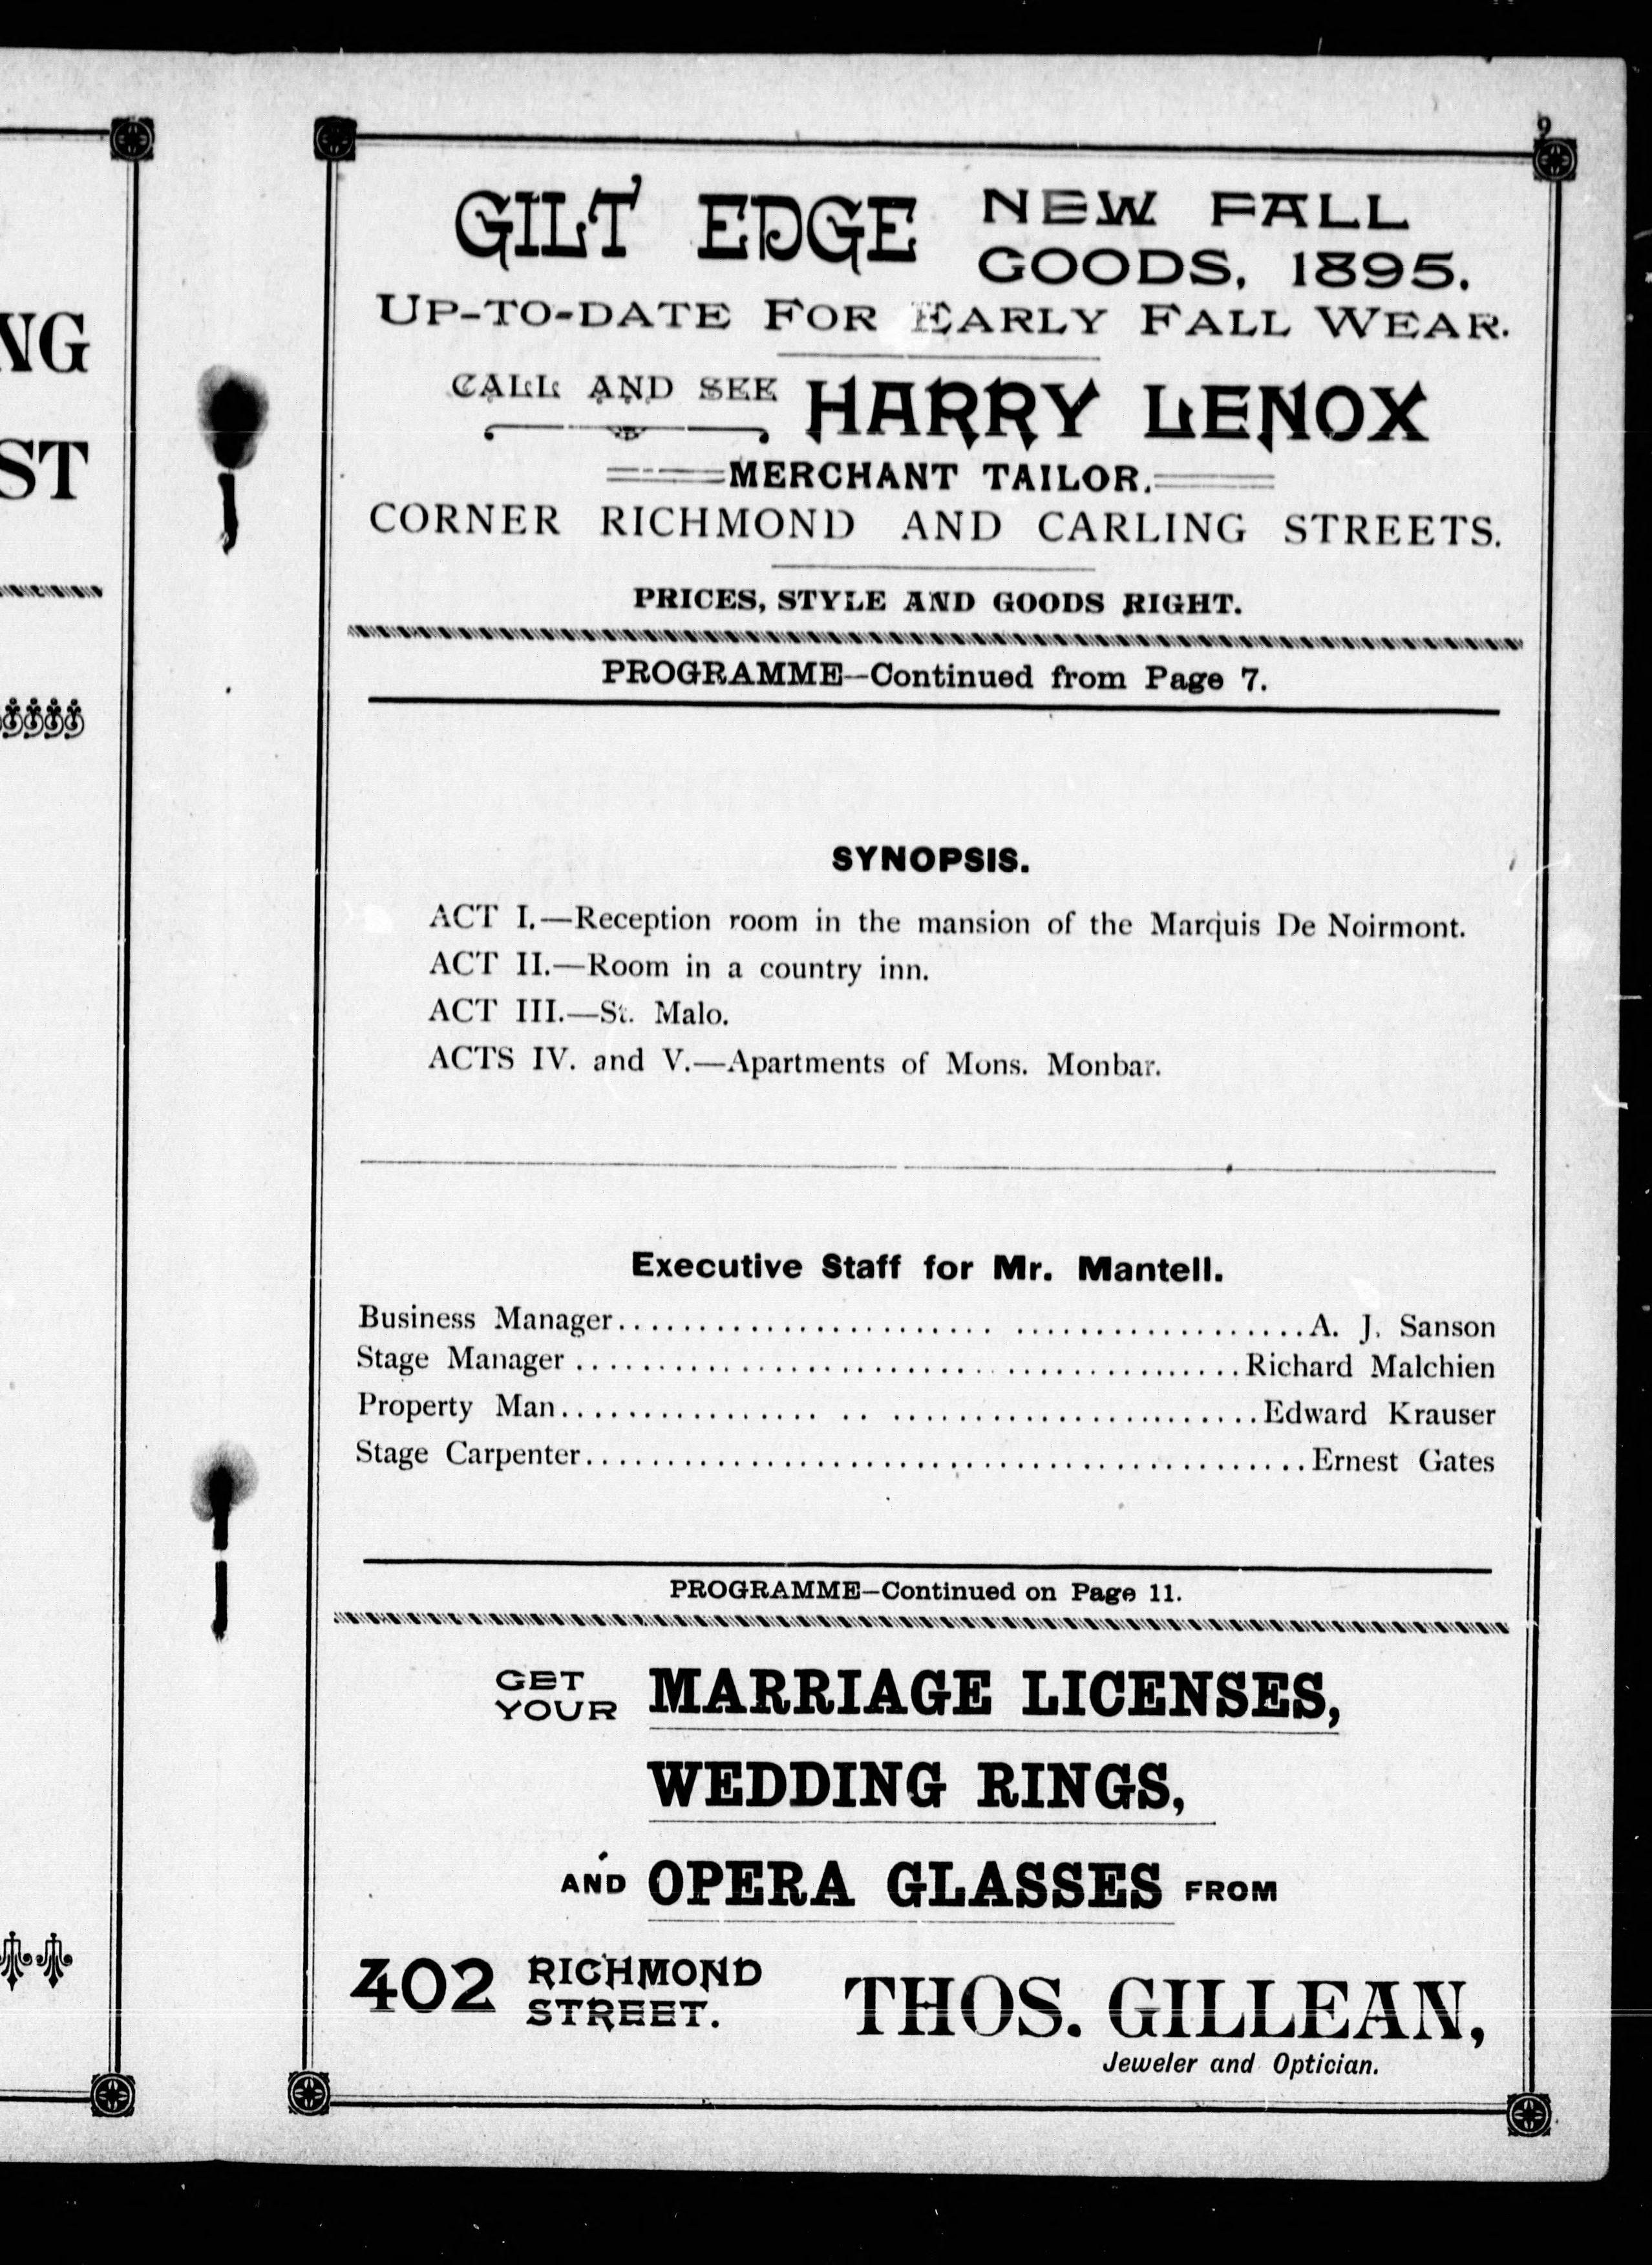 NG
ST
9
GILT EDGE NEW FALL GOODS, 1895.
UP-TO-DATE FOR EARLY FALL WEAR.
CALL AND SEE HARRY LENOX
MERCHANT TAILOR.
CORNER RICHMOND AND CARLING STREETS.
PRICES, STYLE AND GOODS RIGHT.
PROGRAMME—Continued from Page 7.
SYNOPSIS.
ACT I.—Reception room in the mansion of the Marquis De Noirmont.
ACT II.—Room in a country inn.
ACT III.—St. Malo.
ACTS IV. and V.—Apartments of Mons. Monbar.
Executive Staff for Mr. Mantell.
Business Manager........................................A. J. Sanson
Stage Manager ........................................Richard Malchien
Property Man........................................Edward Krauser
Stage Carpenter........................................Ernest Gates
PROGRAMME—Continued on Page 11.
GET YOUR MARRIAGE LICENSES,
WEDDING RINGS,
AND OPERA GLASSES FROM
402 RICHMOND STREET. THOS. GILLEAN,
Jeweler and Optician.